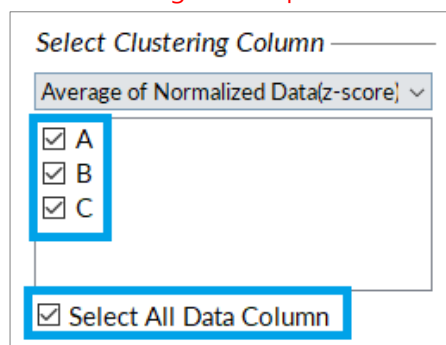 Select Clustering Column
Average of Normalized Data(z-score)
A
B
C
Select All Data Column